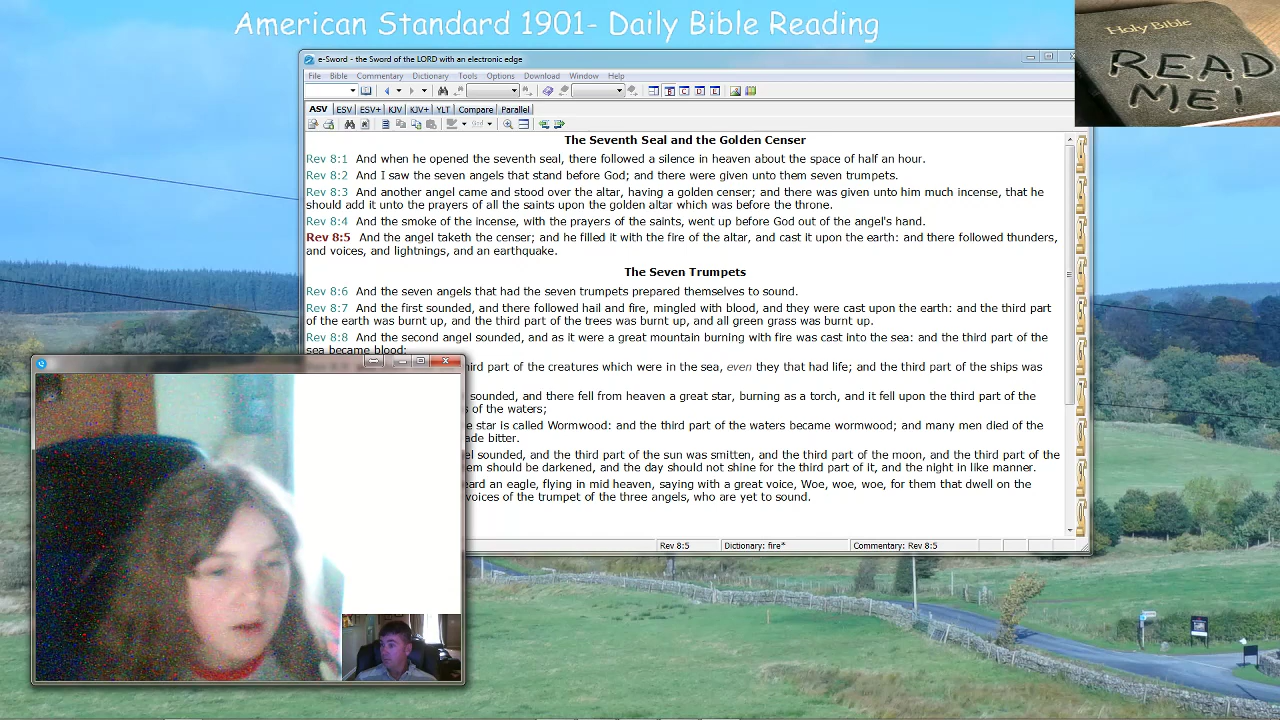 American Standard 1901- Daily Bible Reading
Holy Bible
READ
ME!
e-Sword - the Sword of the LORD with an electronic edge
File Bible Commentary Dictionary Tools Options Download Window Help
ASV ESV ESV+ KJV KJV+ YLT Compare Parallel
The Seventh Seal and the Golden Censer
Rev 8:1 And when he opened the seventh seal, there followed a silence in heaven about the space of half an hour.
Rev 8:2 And I saw the seven angels that stand before God; and there were given unto them seven trumpets.
Rev 8:3 And another angel came and stood over the altar, having a golden censer; and there was given unto him much incense, that he
should add it unto the prayers of all the saints upon the golden altar which was before the throne.
Rev 8:4 And the smoke of the incense, with the prayers of the saints, went up before God out of the angel's hand.
Rev 8:5 And the angel taketh the censer; and he filled it with the fire of the altar, and cast it upon the earth: and there followed thunders,
and voices, and lightnings, and an earthquake.
The Seven Trumpets
Rev 8:6 And the seven angels that had the seven trumpets prepared themselves to sound.
Rev 8:7 And the first sounded, and there followed hail and fire, mingled with blood, and they were cast upon the earth: and the third part
of the earth was burnt up, and the third part of the trees was burnt up, and all green grass was burnt up.
Rev 8:8 And the second angel sounded, and as it were a great mountain burning with fire was cast into the sea: and the third part of the
sea became blood;
third part of the creatures which were in the sea, even they that had life; and the third part of the ships was
sounded, and there fell from heaven a great star, burning as a torch, and it fell upon the third part of the
s of the waters;
e star is called Wormwood: and the third part of the waters became wormwood; and many men died of the
ade bitter.
el sounded, and the third part of the sun was smitten, and the third part of the moon, and the third part of the
em should be darkened, and the day should not shine for the third part of it, and the night in like manner.
eard an eagle, flying in mid heaven, saying with a great voice, Woe, woe, woe, for them that dwell on the
voices of the trumpet of the three angels, who are yet to sound.
Rev 8:5 Dictionary: fire* Commentary: Rev 8:5